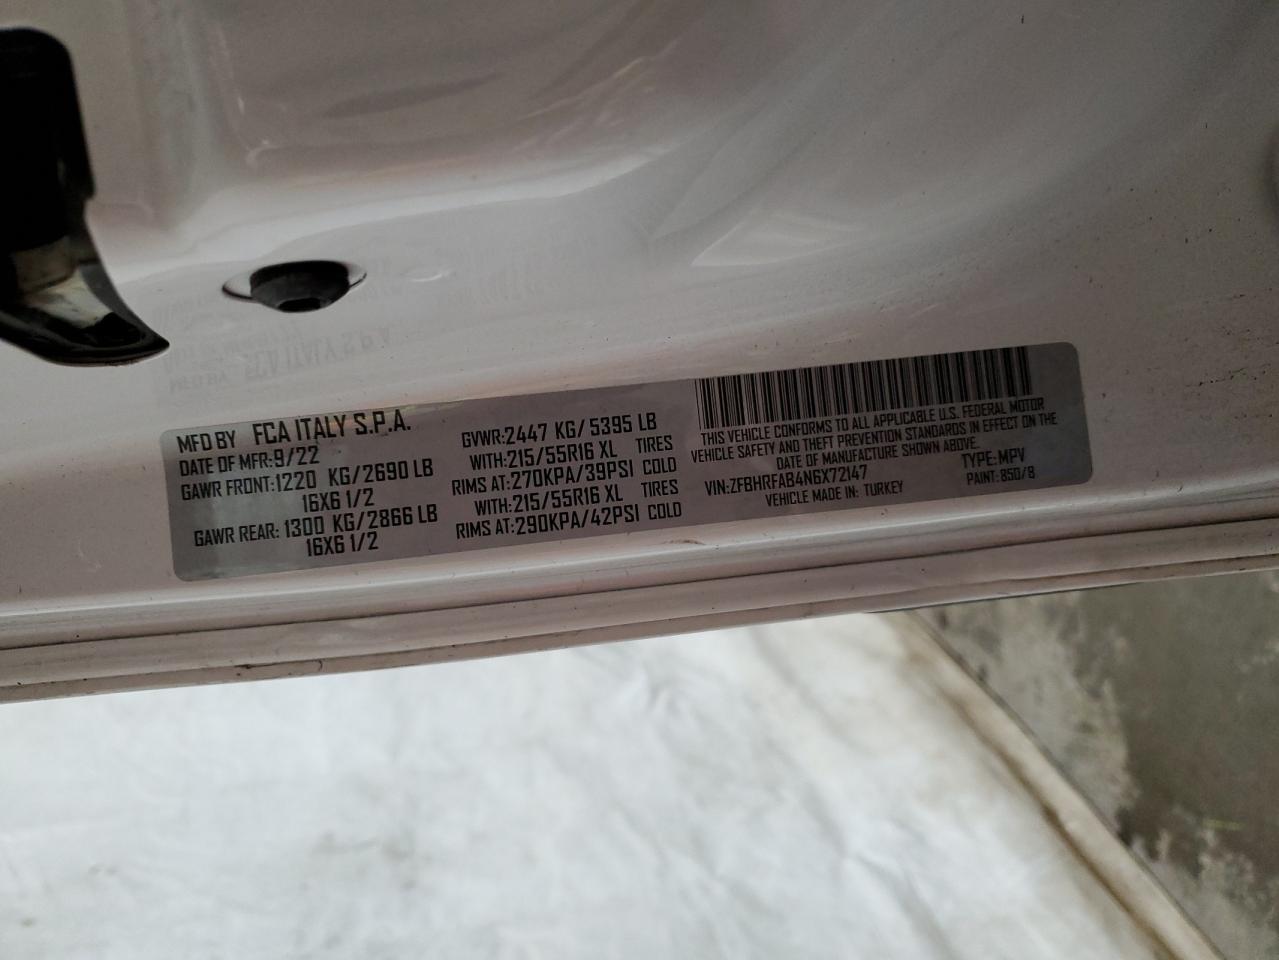 MFD BY FCA ITALY S.P.A.
DATE OF MFR:9/22
GAWR FRONT:1220 KG/2690 LB
16X6 1/2
GAWR REAR: 1300 KG/2866 LB
16X6 1/2
GVWR:2447 KG/5395 LB
WITH:215/55R16 XL TIRES
RIMS AT:270KPA/39PSI COLD
WITH:215/55R16 XL TIRES
RIMS AT:290KPA/42PSI COLD
THIS VEHICLE CONFORMS TO ALL APPLICABLE U.S. FEDERAL MOTOR
VEHICLE SAFETY AND THEFT PREVENTION STANDARDS IN EFFECT ON THE
DATE OF MANUFACTURE SHOWN ABOVE.
VIN:ZFBHRFAB4N6X72147 TYPE:MPV
VEHICLE MADE IN: TURKEY PAINT: 850/8